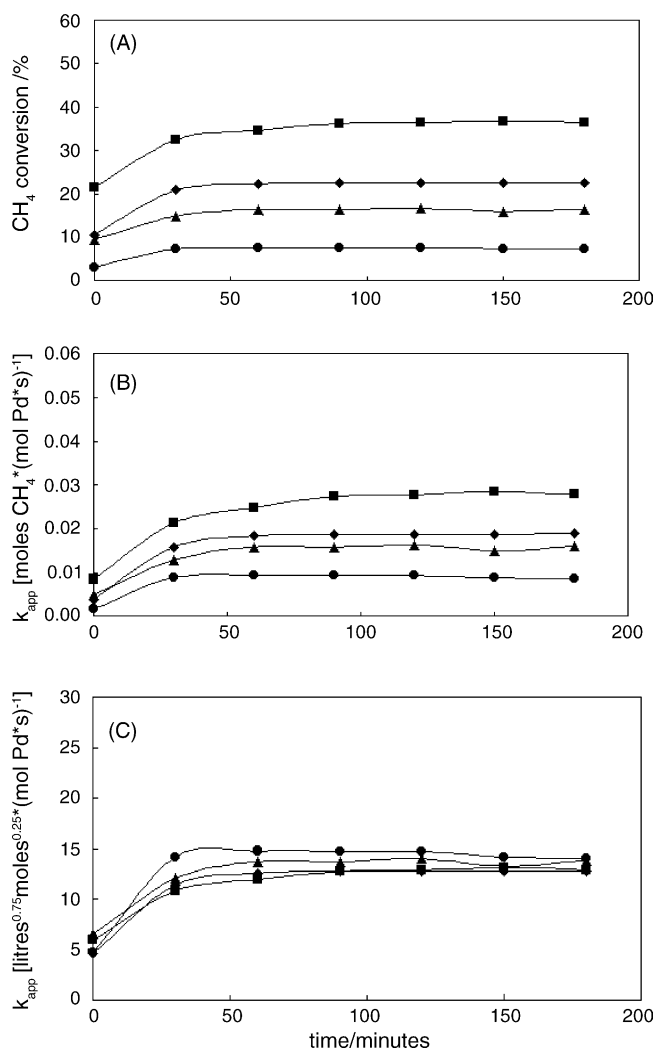 (A)
CH4 conversion /%
60
50
40
30
20
10
0
0 50 100 150 200
(B)
kapp [moles CH4*(mol Pd*s)-1]
0.06
0.05
0.04
0.03
0.02
0.01
0.00
0 50 100 150 200
(C)
kapp [litres0.75moles0.25*(mol Pd*s)-1]
30
25
20
15
10
5
0
0 50 100 150 200
time/minutes